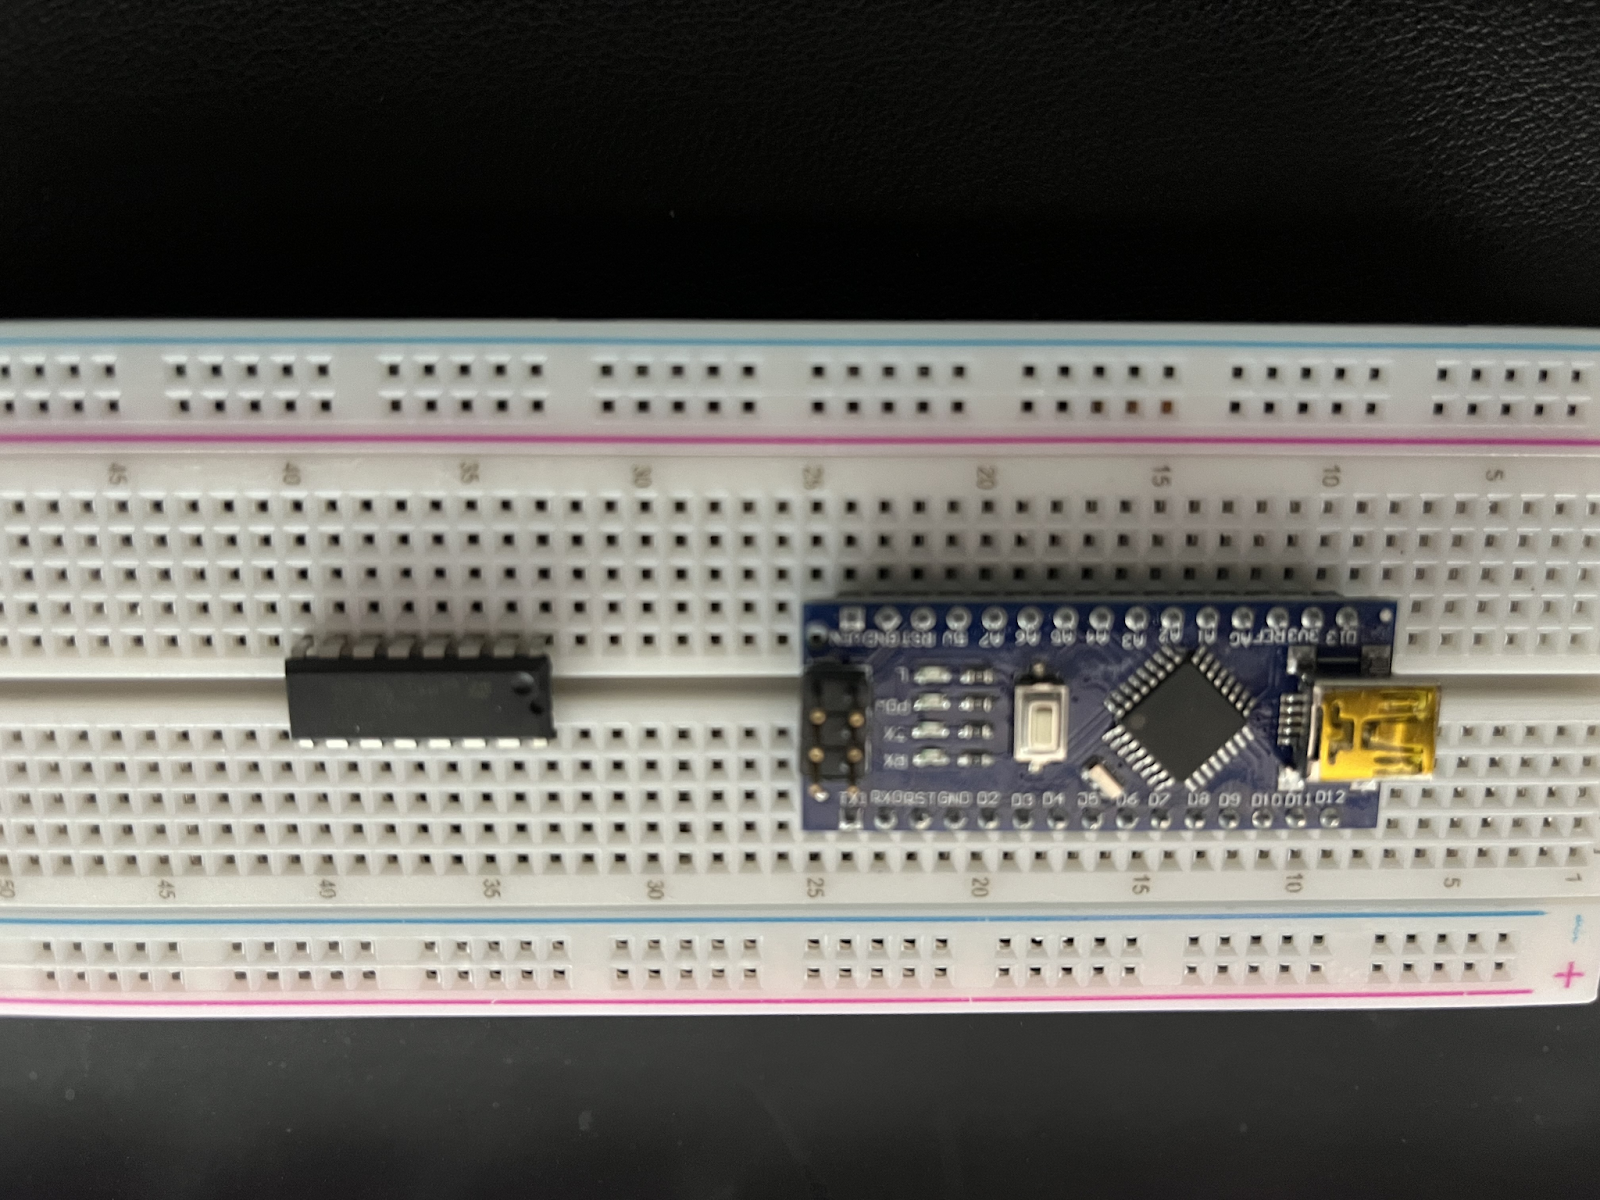 45 40 35 30 25 20 15 10 5
VIN GND RST 5V A7 A6 A5 A4 A3 A2 A1 A0 REF 3V3 D13
L
POW
TX
RX
TX1 RX0 RST GND D2 D3 D4 D5 D6 D7 D8 D9 D10 D11 D12
50 45 40 35 30 25 20 15 10 5 1
-
+